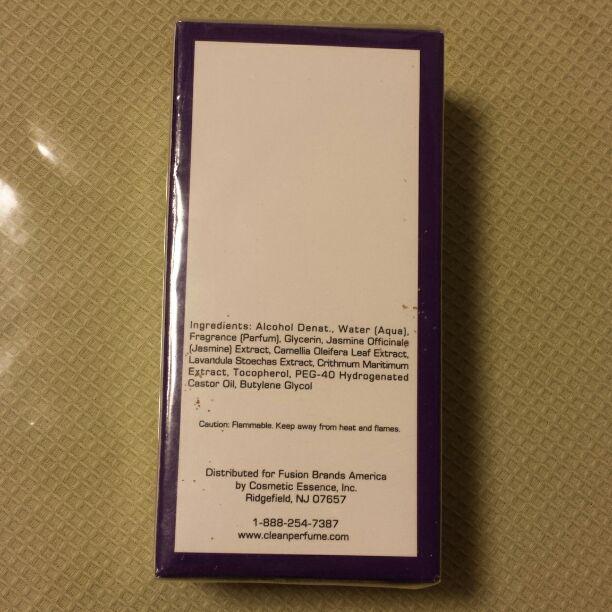 Ingredients: Alcohol Denat., Water (Aqua),
Fragrance (Parfum), Glycerin, Jasmine Officinale
(Jasmine) Extract, Camellia Oleifera Leaf Extract,
Lavandula Stoechas Extract, Crithmum Maritimum
Extract, Tocopherol, PEG-40 Hydrogenated
Castor Oil, Butylene Glycol
Caution: Flammable. Keep away from heat and flames.
Distributed for Fusion Brands America
by Cosmetic Essence, Inc.
Ridgefield, NJ 07657
1-888-254-7387
www.cleanperfume.com